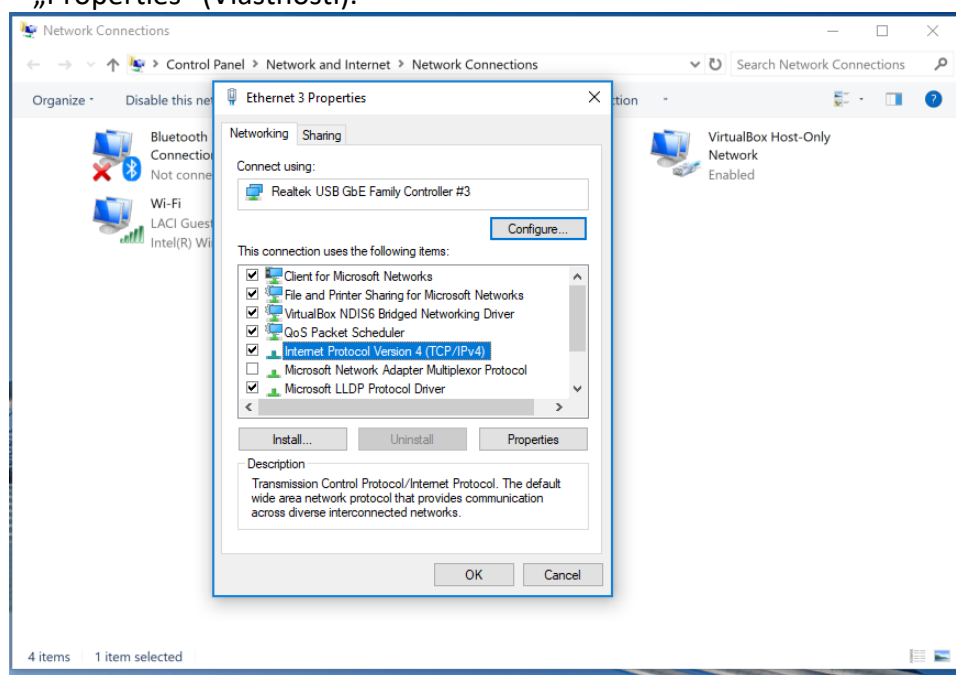 „Properties“ (Vlastnosti).
Network Connections
Control Panel > Network and Internet > Network Connections
Search Network Connections
Organize
Disable this net
ction
Bluetooth
Connection
Not conne
Wi-Fi
LACI Guest
Intel(R) Wi
VirtualBox Host-Only
Network
Enabled
Ethernet 3 Properties
Networking Sharing
Connect using:
Realtek USB GbE Family Controller #3
Configure...
This connection uses the following items:
Client for Microsoft Networks
File and Printer Sharing for Microsoft Networks
VirtualBox NDIS6 Bridged Networking Driver
QoS Packet Scheduler
Internet Protocol Version 4 (TCP/IPv4)
Microsoft Network Adapter Multiplexor Protocol
Microsoft LLDP Protocol Driver
Install... Uninstall Properties
Description
Transmission Control Protocol/Internet Protocol. The default
wide area network protocol that provides communication
across diverse interconnected networks.
OK Cancel
4 items 1 item selected